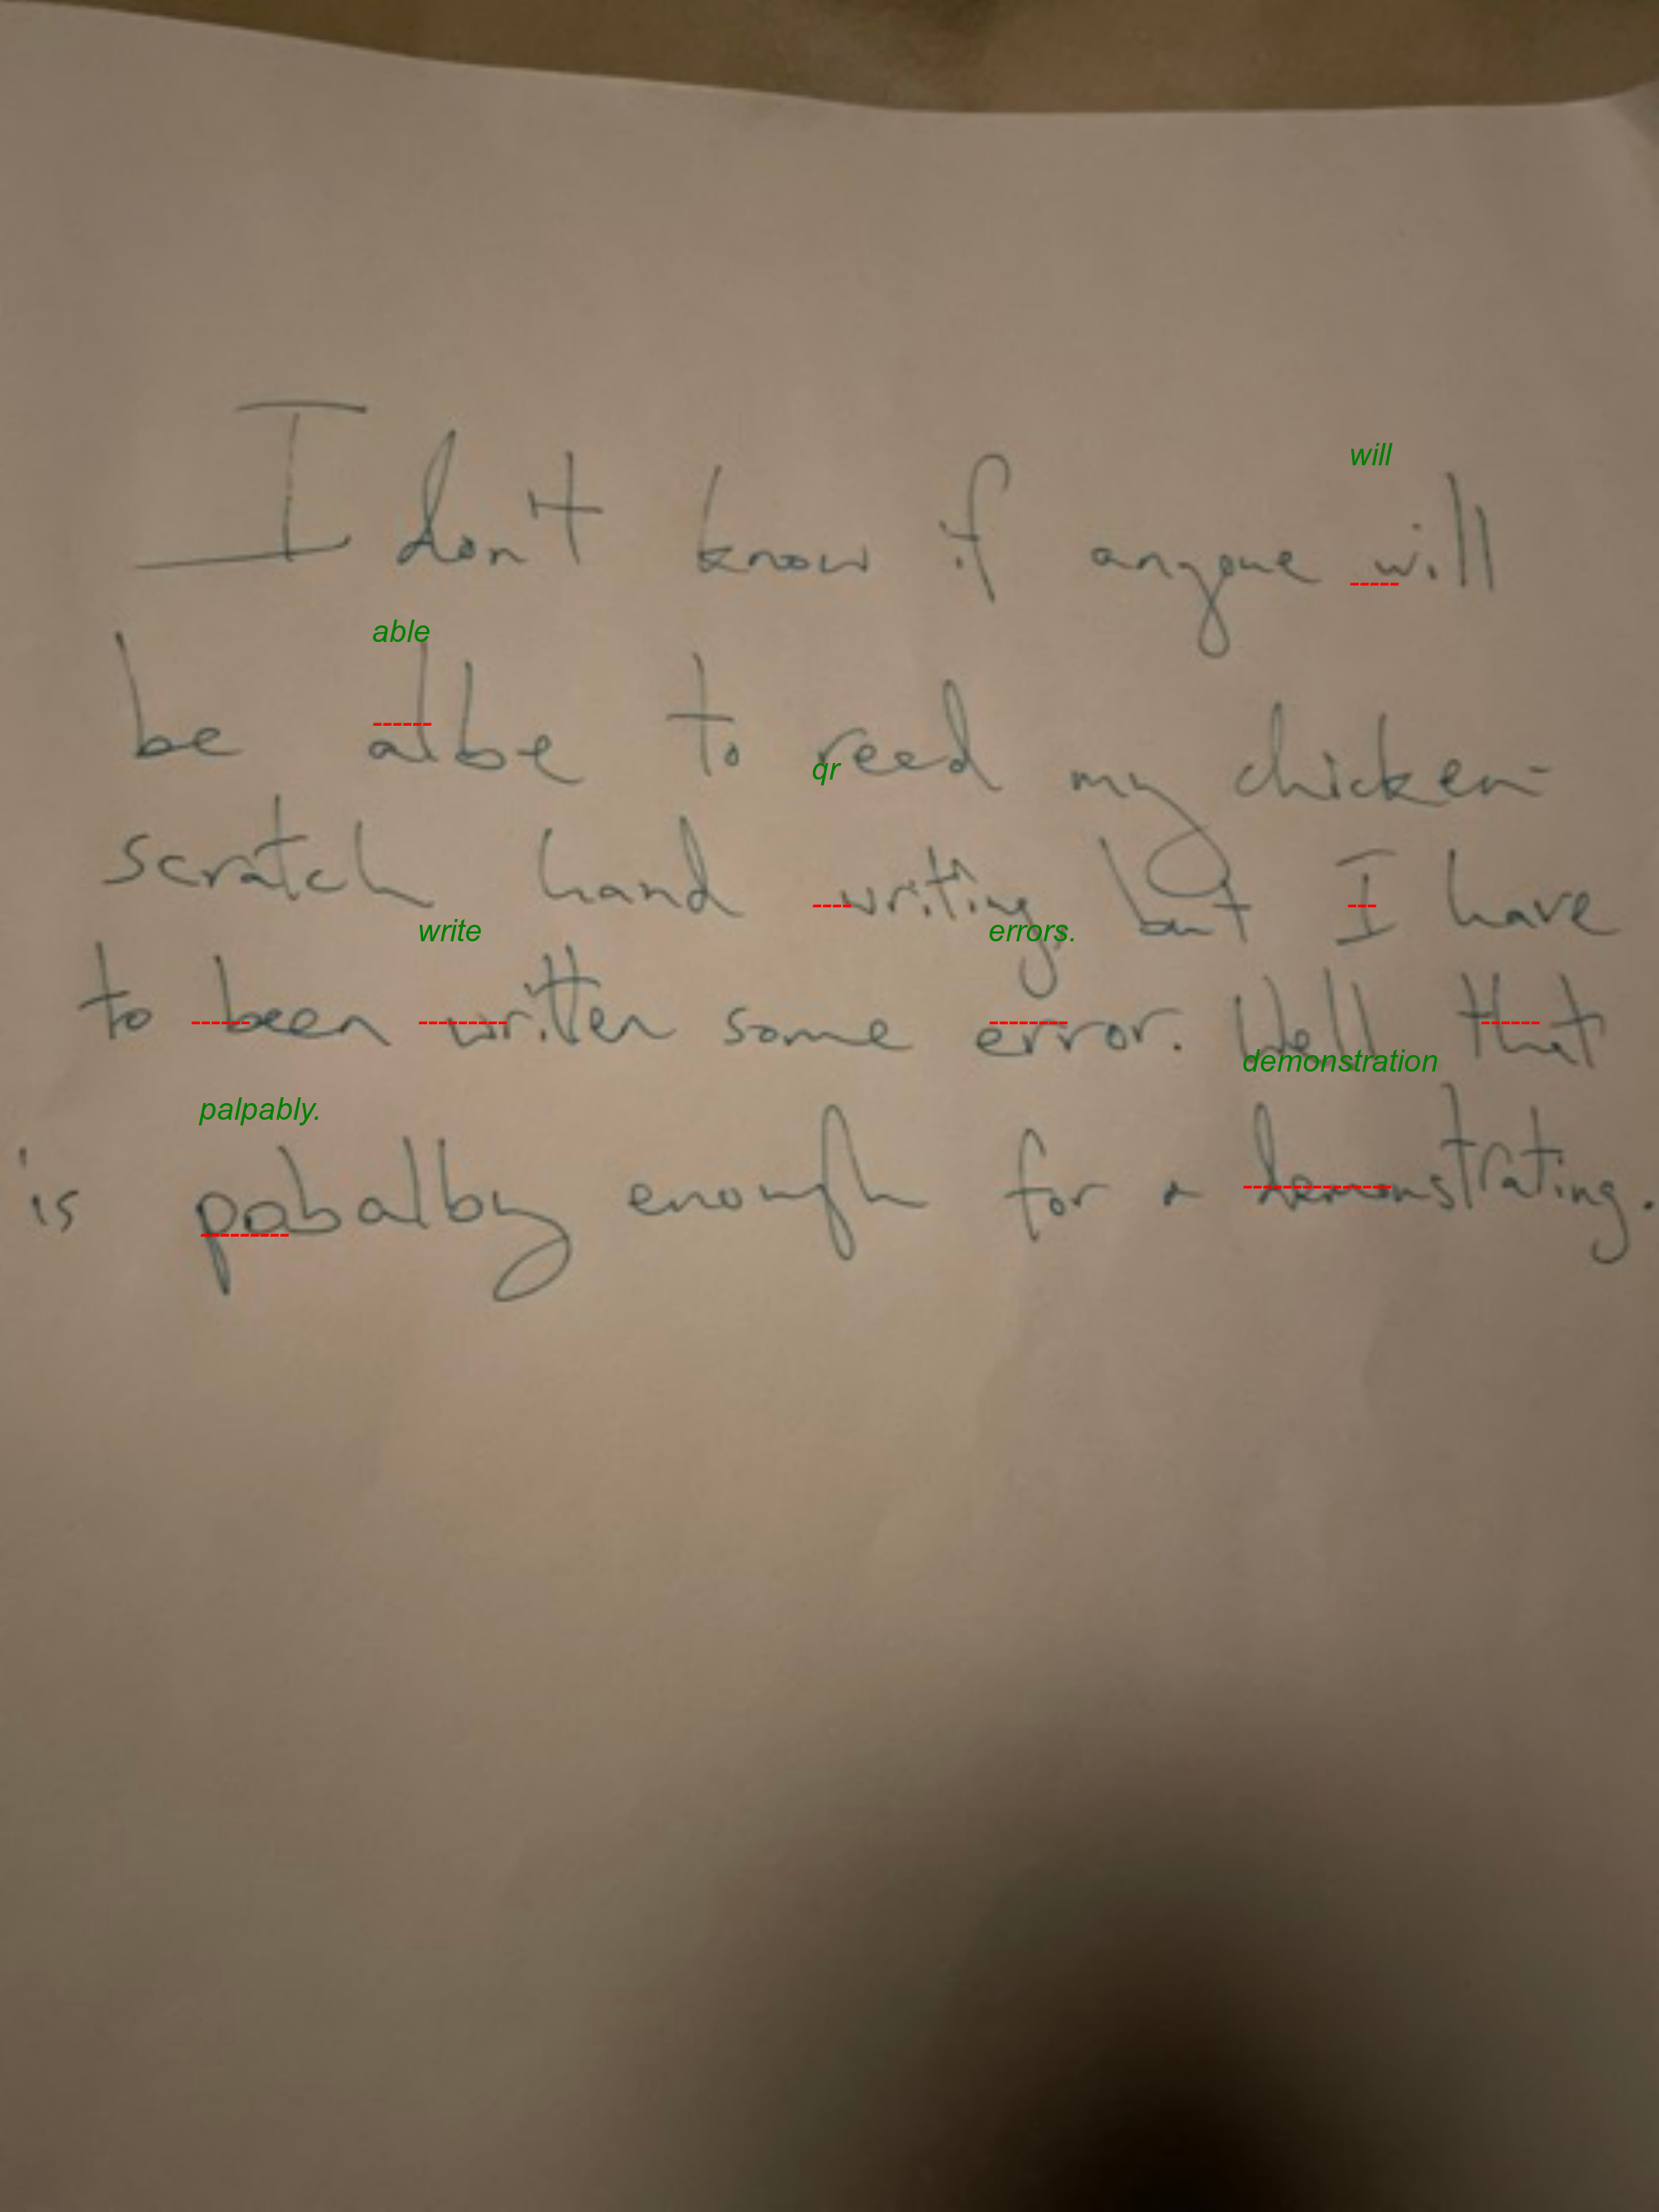 will
I don't know if anyone will
able
be albe to reed my chicken-
qr
scratch hand writing, but I have
write errors.
to been written some error. Well that
demonstration
palpably.
is pobalby enough for a demonstrating.